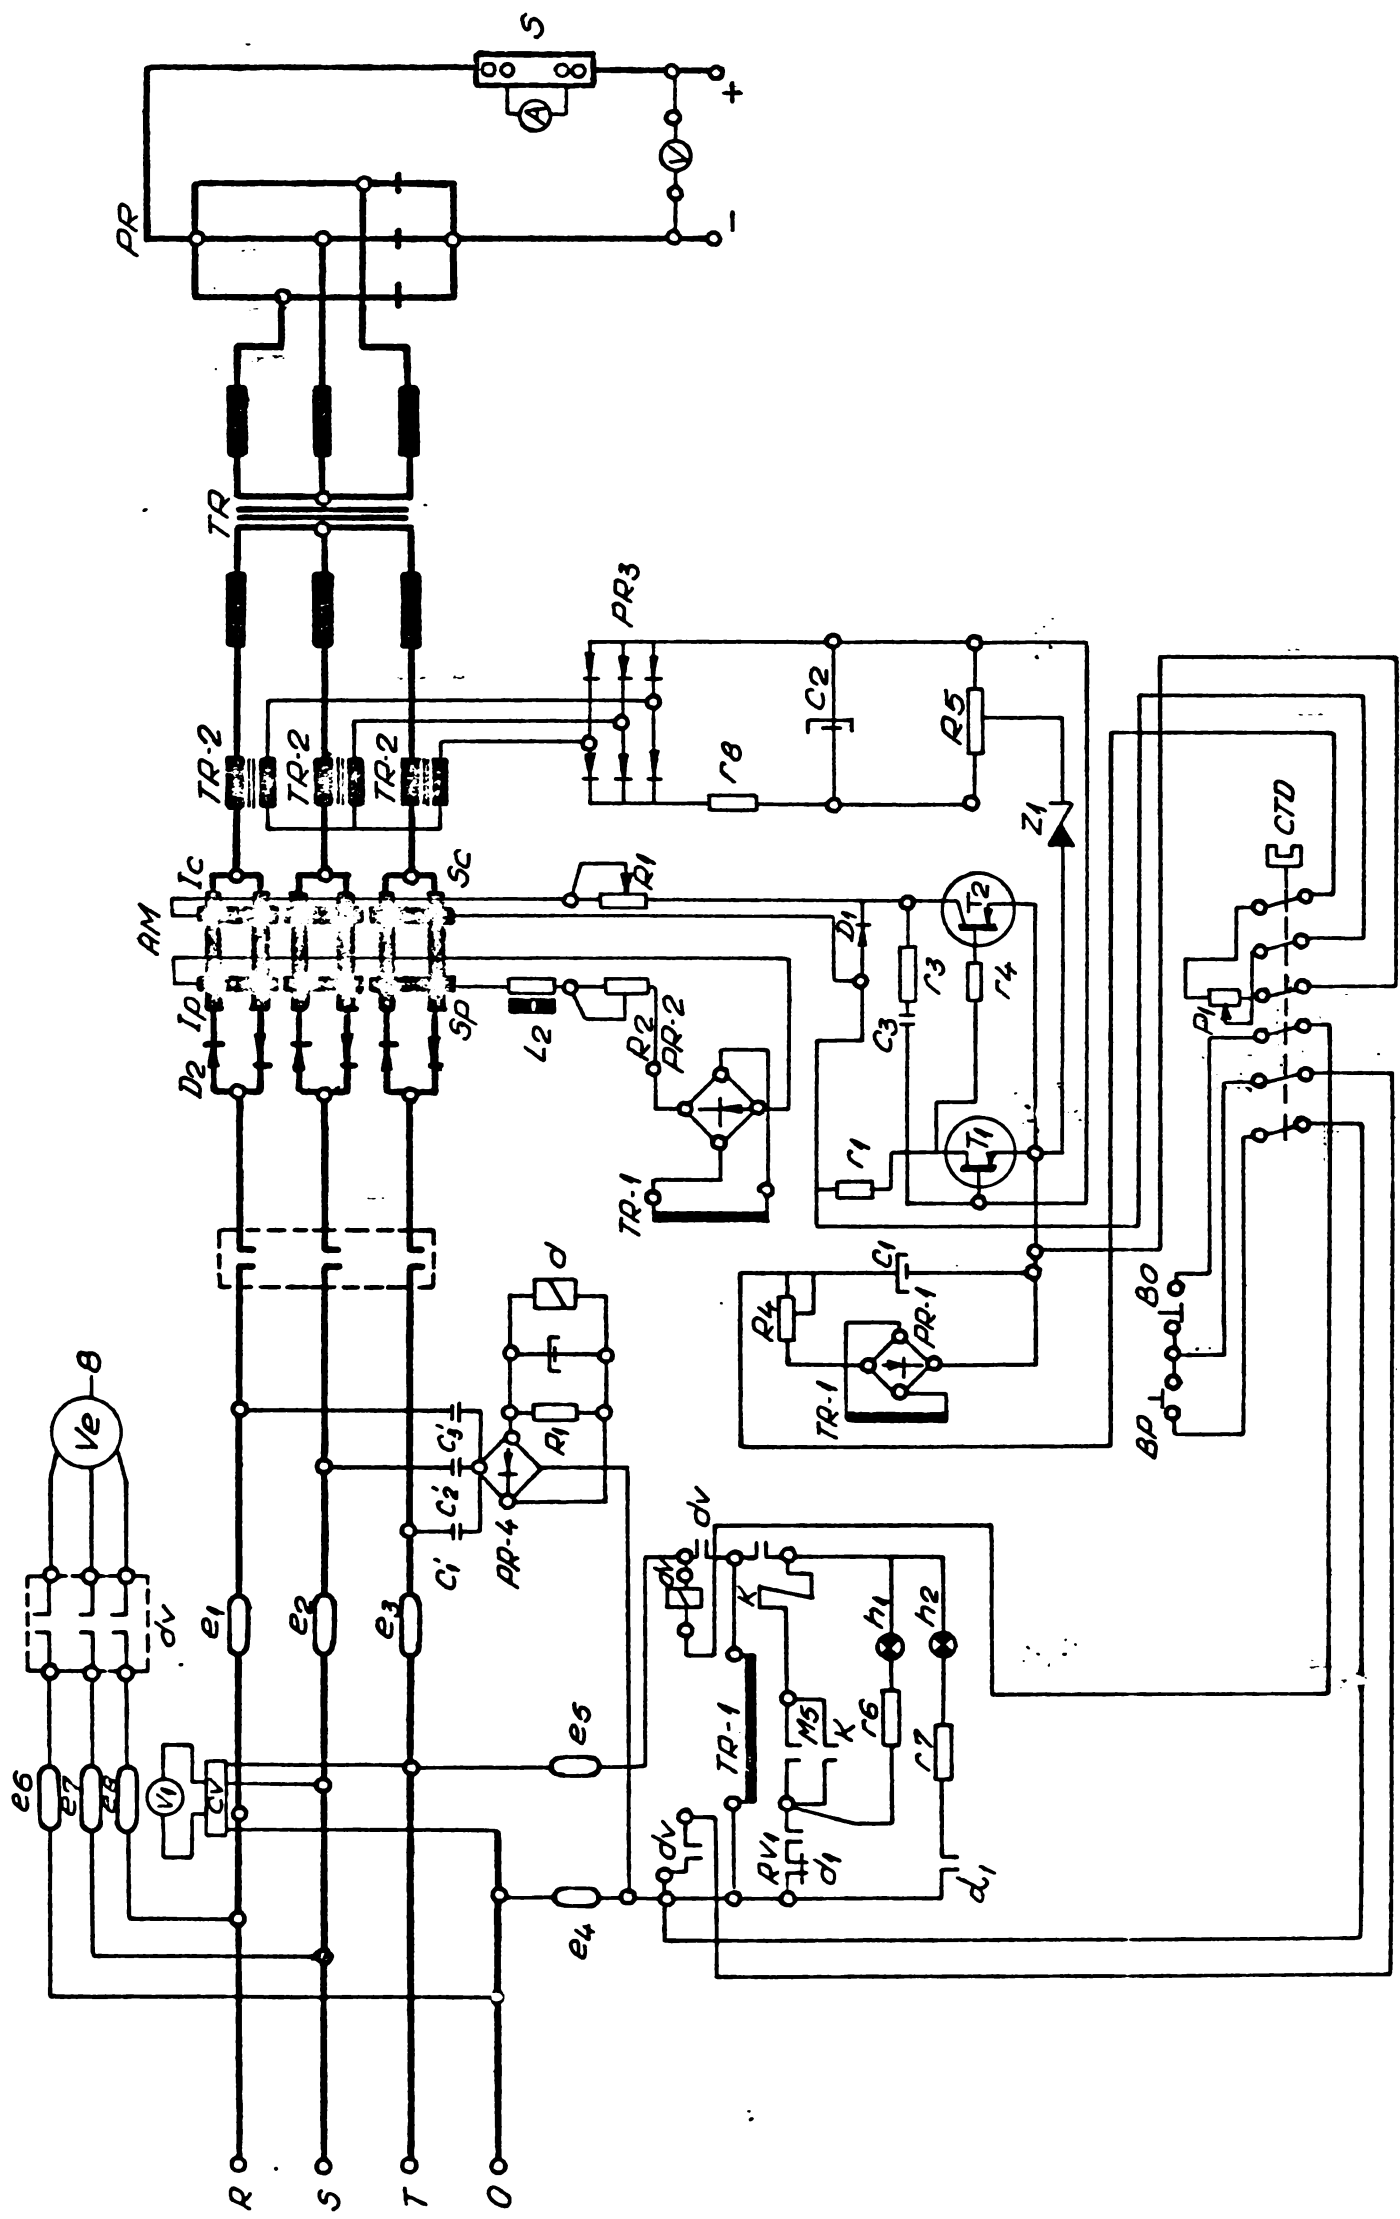 R
S
T
O
e6
e7
e8
V1
CV
dv
Ve
B
e1
e2
e3
C1'
C2'
C3'
PR-4
R1
d
D2
Ip
Sp
AM
Ic
Sc
TR-2
TR-2
TR-2
TR
PR
A
S
V
+
-
L2
R2
PR-2
TR-1
R1
PR3
r8
C2
R5
Z1
D1
r3
C3
T2
r4
r1
T1
C1
R4
PR-1
TR-1
e4
e5
dv
dv
dv
K
TR-1
RV1
d1
M5
K
r6
h1
r7
h2
d1
BP
BO
P1
CTD